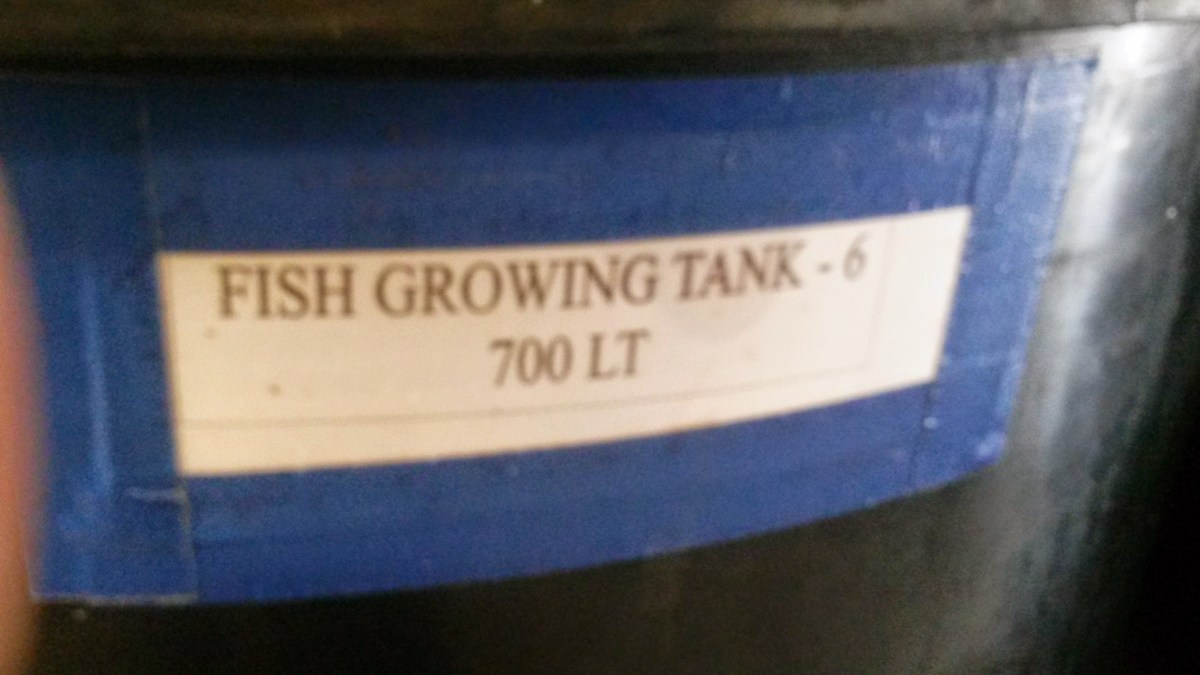 FISH GROWING TANK - 6
700 LT